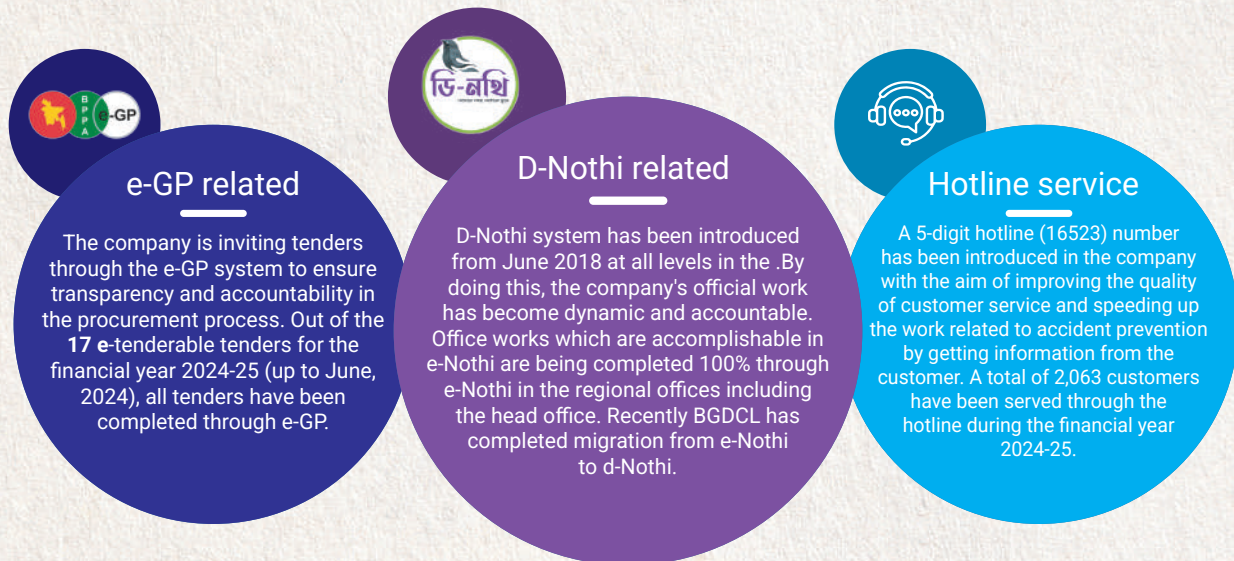 B
P
P
A
e-GP
e-GP related
The company is inviting tenders
through the e-GP system to ensure
transparency and accountability in
the procurement process. Out of the
17 e-tenderable tenders for the
financial year 2024-25 (up to June,
2024), all tenders have been
completed through e-GP.
ডি-নথি
D-Nothi related
D-Nothi system has been introduced
from June 2018 at all levels in the .By
doing this, the company's official work
has become dynamic and accountable.
Office works which are accomplishable in
e-Nothi are being completed 100% through
e-Nothi in the regional offices including
the head office. Recently BGDCL has
completed migration from e-Nothi
to d-Nothi.
Hotline service
A 5-digit hotline (16523) number
has been introduced in the company
with the aim of improving the quality
of customer service and speeding up
the work related to accident prevention
by getting information from the
customer. A total of 2,063 customers
have been served through the
hotline during the financial year
2024-25.